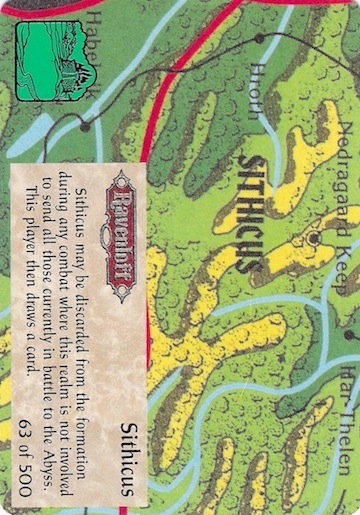 Habelnik
Hroth
SITHICUS
Nedragaard Keep
Har-Thelen
Ravenloft
Sithicus
Sithicus may be discarded from the formation
during any combat where this realm is not involved
to send all those currently in battle to the Abyss.
This player then draws a card.
63 of 500